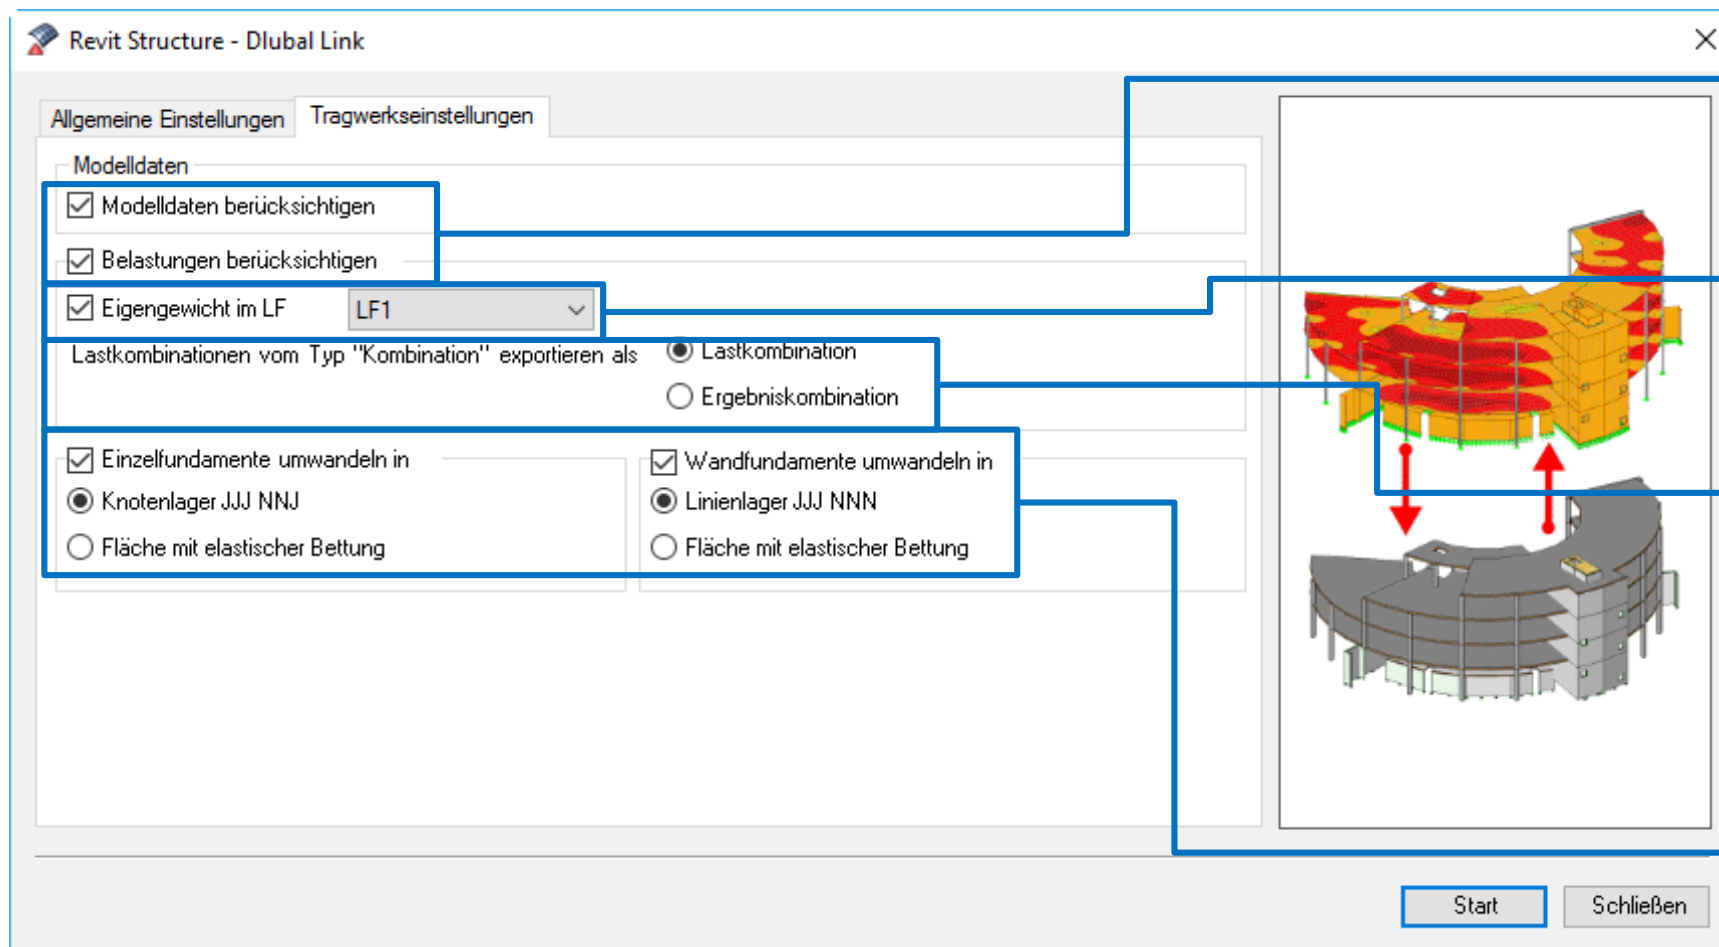 Revit Structure - Dlubal Link
Allgemeine Einstellungen
Tragwerkseinstellungen
Modelldaten
Modelldaten berücksichtigen
Belastungen berücksichtigen
Eigengewicht im LF
LF1
Lastkombinationen vom Typ "Kombination" exportieren als
Lastkombination
Ergebniskombination
Einzelfundamente umwandeln in
Knotenlager JJJ NNJ
Fläche mit elastischer Bettung
Wandfundamente umwandeln in
Linienlager JJJ NNN
Fläche mit elastischer Bettung
Start
Schließen